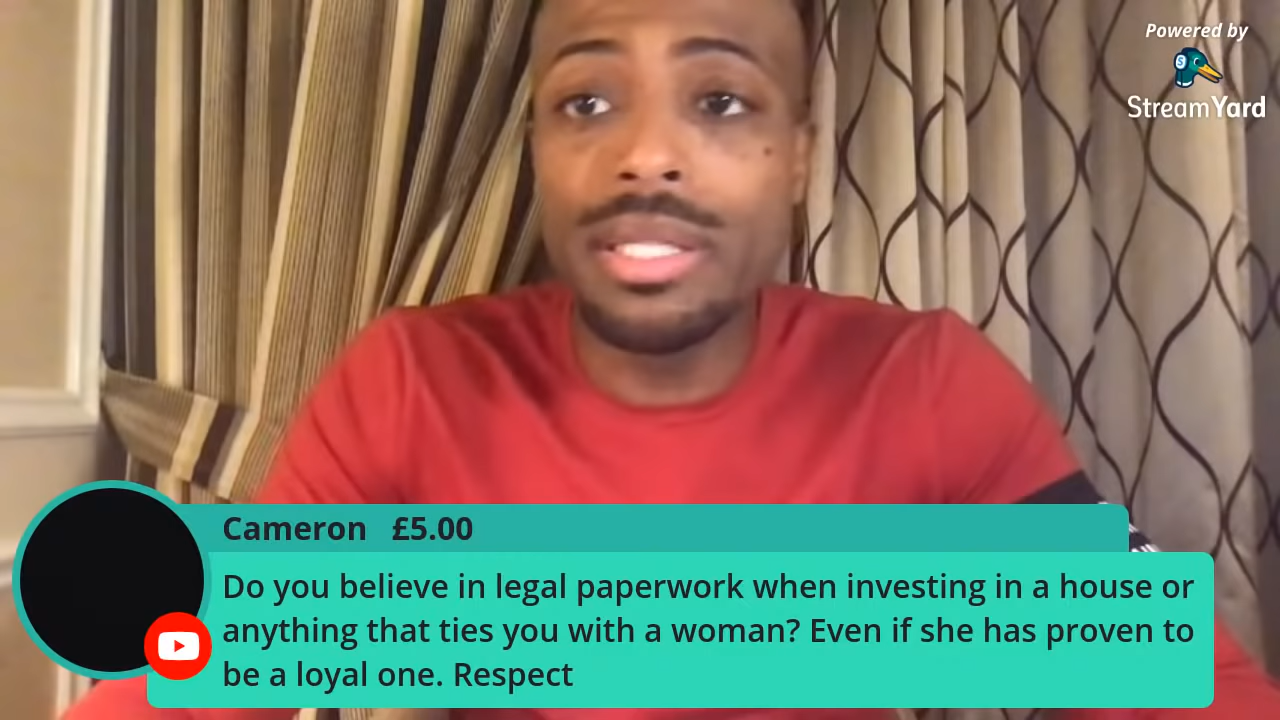 Powered by
StreamYard
Cameron £5.00
Do you believe in legal paperwork when investing in a house or
anything that ties you with a woman? Even if she has proven to
be a loyal one. Respect